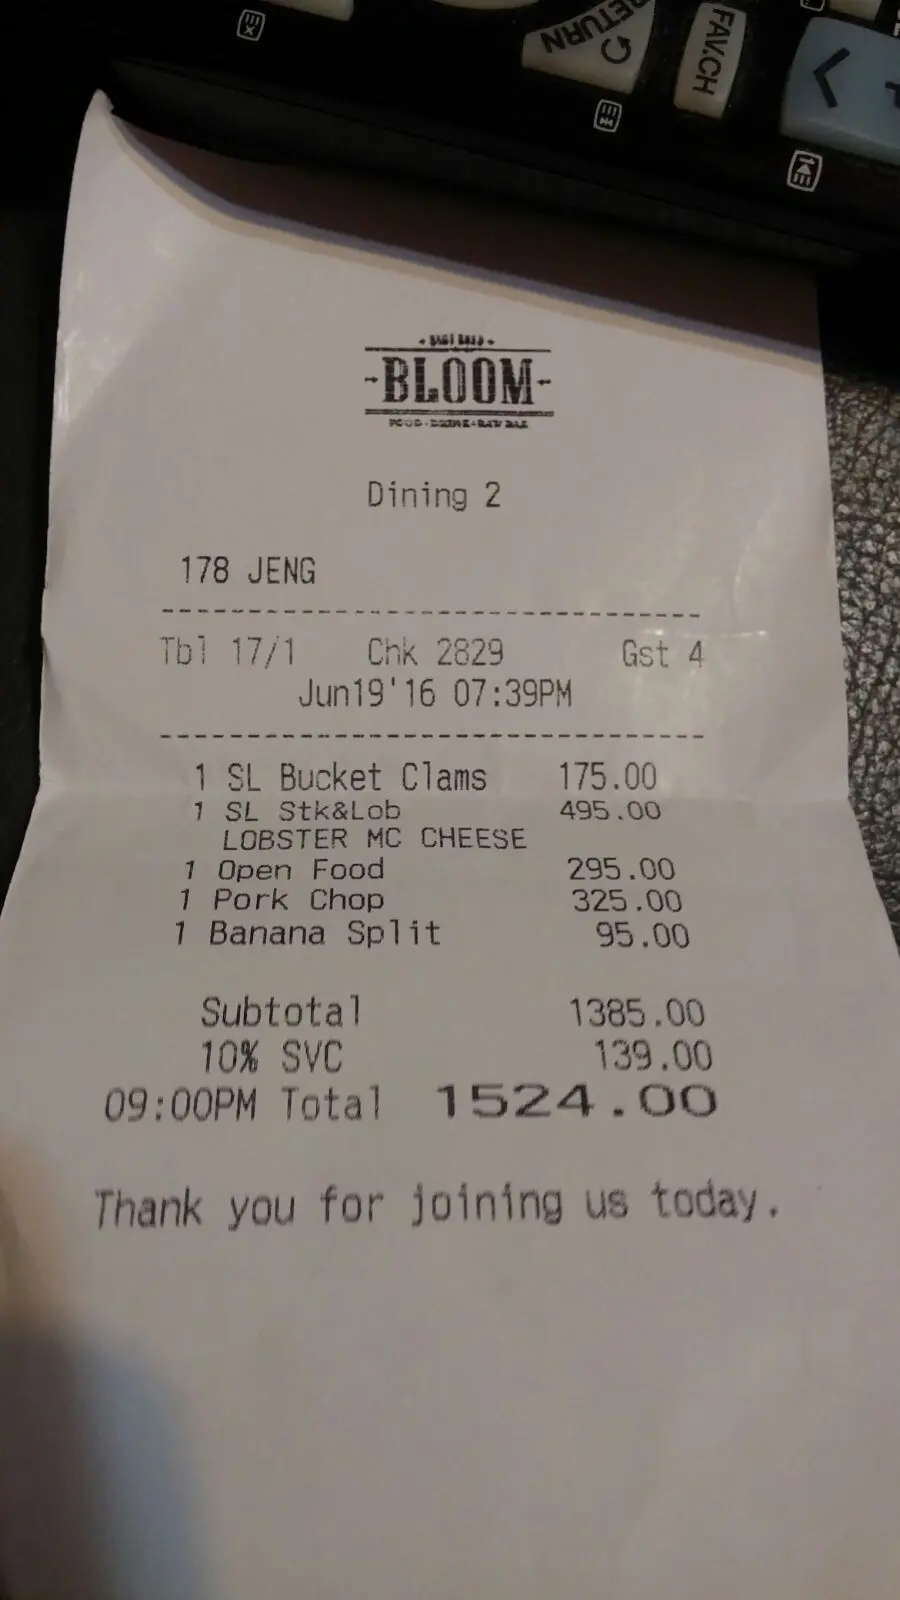 RETURN
FAV.CH
BLOOM
Dining 2
178 JENG
Tbl 17/1 Chk 2829 Gst 4
Jun19'16 07:39PM
1 SL Bucket Clams 175.00
1 SL Stk&Lob 495.00
LOBSTER MC CHEESE
1 Open Food 295.00
1 Pork Chop 325.00
1 Banana Split 95.00
Subtotal 1385.00
10% SVC 139.00
09:00PM Total 1524.00
Thank you for joining us today.